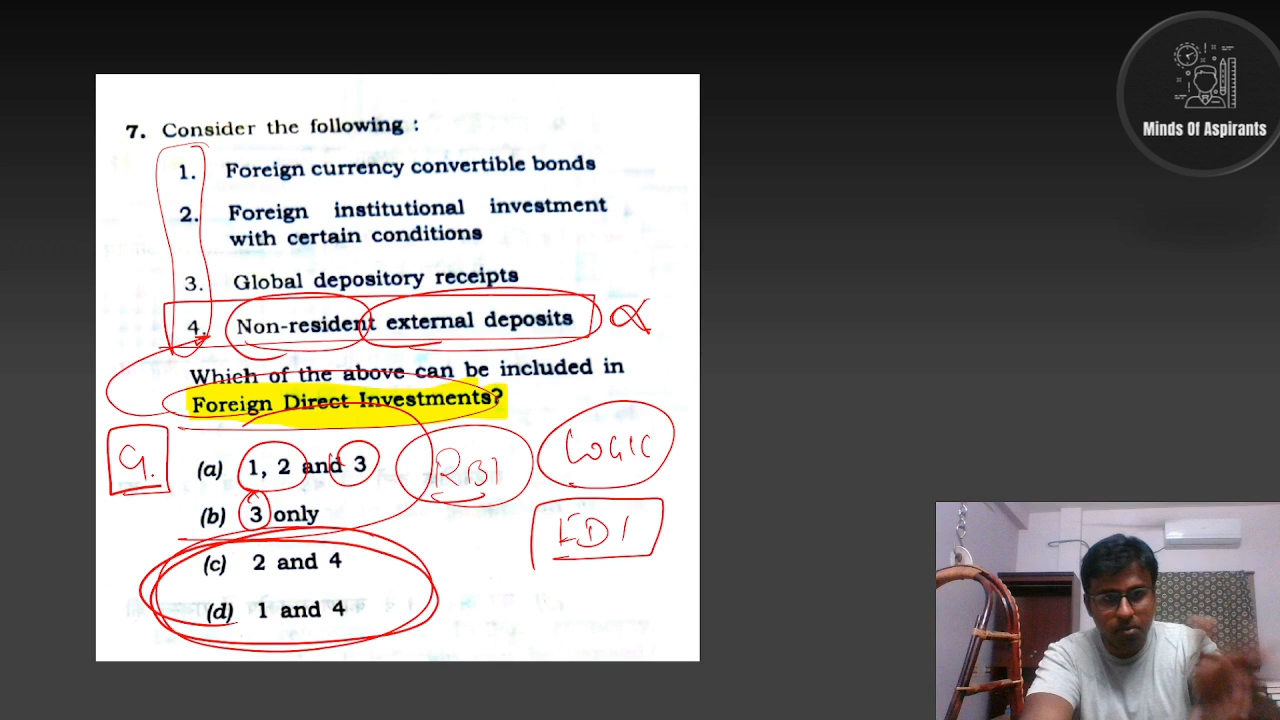 Minds Of Aspirants
7. Consider the following :
1. Foreign currency convertible bonds
2. Foreign institutional investment
with certain conditions
3. Global depository receipts
4. Non-resident external deposits
Which of the above can be included in
Foreign Direct Investments?
(a) 1, 2 and 3
(b) 3 only
(c) 2 and 4
(d) 1 and 4
RBI
LOGIC